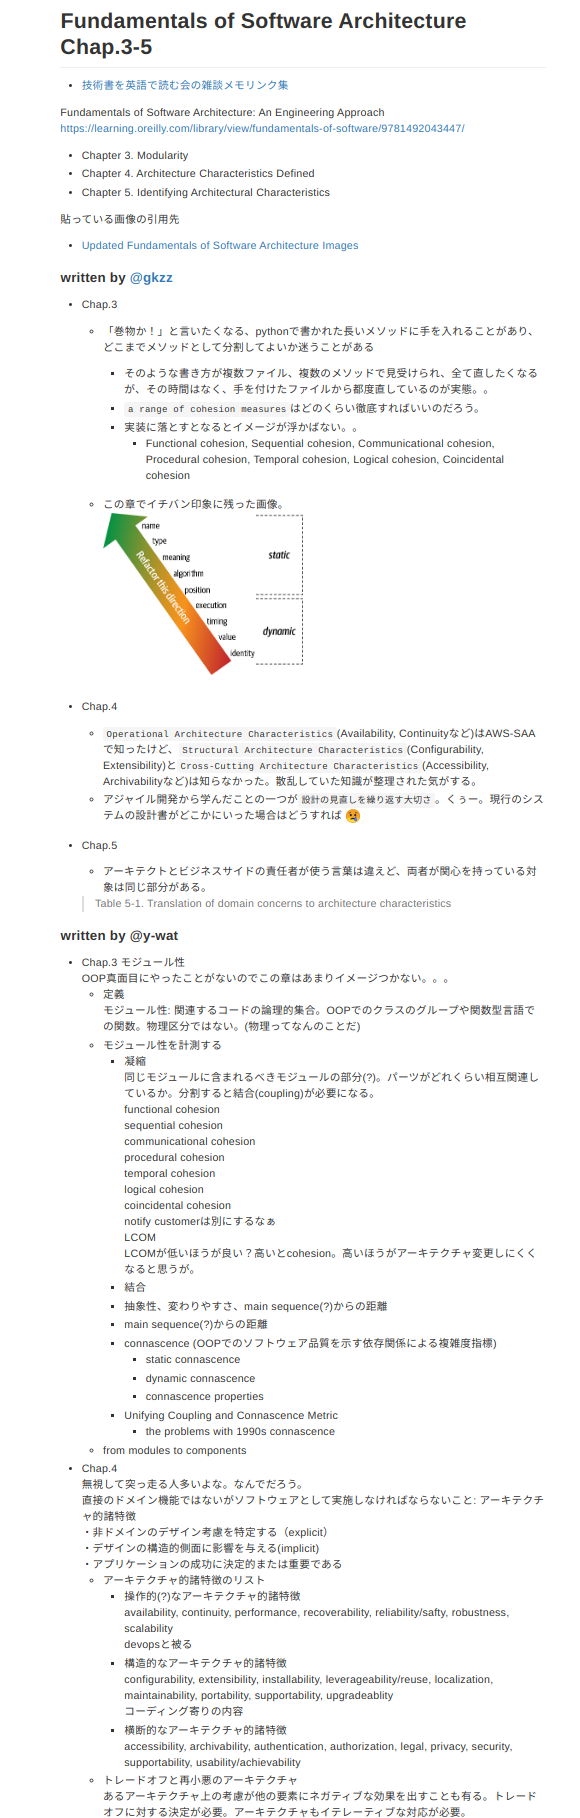 Fundamentals of Software Architecture
Chap.3-5
技術書を英語で読む会の雑談メモリンク集
Fundamentals of Software Architecture: An Engineering Approach
https://learning.oreilly.com/library/view/fundamentals-of-software/9781492043447/
Chapter 3. Modularity
Chapter 4. Architecture Characteristics Defined
Chapter 5. Identifying Architectural Characteristics
貼っている画像の引用先
Updated Fundamentals of Software Architecture Images
written by @gkzz
Chap.3
「巻物か！」と言いたくなる、pythonで書かれた長いメソッドに手を入れることがあり、
どこまでメソッドとして分割してよいか迷うことがある
そのような書き方が複数ファイル、複数のメソッドで見受けられ、全て直したくなる
が、その時間はなく、手を付けたファイルから都度直しているのが実態。。
a range of cohesion measures はどのくらい徹底すればいいのだろう。
実装に落とすとなるとイメージが浮かばない。。
Functional cohesion, Sequential cohesion, Communicational cohesion,
Procedural cohesion, Temporal cohesion, Logical cohesion, Coincidental
cohesion
この章でイチバン印象に残った画像。
name
type
meaning
algorithm
position
execution
timing
value
identity
Refactor this direction
static
dynamic
Chap.4
Operational Architecture Characteristics (Availability, Continuityなど)はAWS-SAA
で知ったけど、 Structural Architecture Characteristics (Configurability,
Extensibility)と Cross-Cutting Architecture Characteristics (Accessibility,
Archivabilityなど)は知らなかった。散乱していた知識が整理された気がする。
アジャイル開発から学んだことの一つが 設計の見直しを繰り返す大切さ 。くぅー。現行のシス
テムの設計書がどこかにいった場合はどうすれば 😢
Chap.5
アーキテクトとビジネスサイドの責任者が使う言葉は違えど、両者が関心を持っている対
象は同じ部分がある。
Table 5-1. Translation of domain concerns to architecture characteristics
written by @y-wat
Chap.3 モジュール性
OOP真面目にやったことがないのでこの章はあまりイメージつかない。。。
定義
モジュール性: 関連するコードの論理的集合。OOPでのクラスのグループや関数型言語で
の関数。物理区分ではない。(物理ってなんのことだ)
モジュール性を計測する
凝縮
同じモジュールに含まれるべきモジュールの部分(?)。パーツがどれくらい相互関連し
ているか。分割すると結合(coupling)が必要になる。
functional cohesion
sequential cohesion
communicational cohesion
procedural cohesion
temporal cohesion
logical cohesion
coincidental cohesion
notify customerは別にするなぁ
LCOM
LCOMが低いほうが良い？高いとcohesion。高いほうがアーキテクチャ変更しにくく
なると思うが。
結合
抽象性、変わりやすさ、main sequence(?)からの距離
main sequence(?)からの距離
connascence (OOPでのソフトウェア品質を示す依存関係による複雑度指標)
static connascence
dynamic connascence
connascence properties
Unifying Coupling and Connascence Metric
the problems with 1990s connascence
from modules to components
Chap.4
無視して突っ走る人多いよな。なんでだろう。
直接のドメイン機能ではないがソフトウェアとして実施しなければならないこと: アーキテクチ
ャ的諸特徴
・非ドメインのデザイン考慮を特定する（explicit）
・デザインの構造的側面に影響を与える(implicit)
・アプリケーションの成功に決定的または重要である
アーキテクチャ的諸特徴のリスト
操作的(?)なアーキテクチャ的諸特徴
availability, continuity, performance, recoverability, reliability/safty, robustness,
scalability
devopsと被る
構造的なアーキテクチャ的諸特徴
configurability, extensibility, installability, leverageability/reuse, localization,
maintainability, portability, supportability, upgradeablity
コーディング寄りの内容
横断的なアーキテクチャ的諸特徴
accessibility, archivability, authentication, authorization, legal, privacy, security,
supportability, usability/achievability
トレードオフと再小悪のアーキテクチャ
あるアーキテクチャ上の考慮が他の要素にネガティブな効果を出すことも有る。トレード
オフに対する決定が必要。アーキテクチャもイテレーティブな対応が必要。